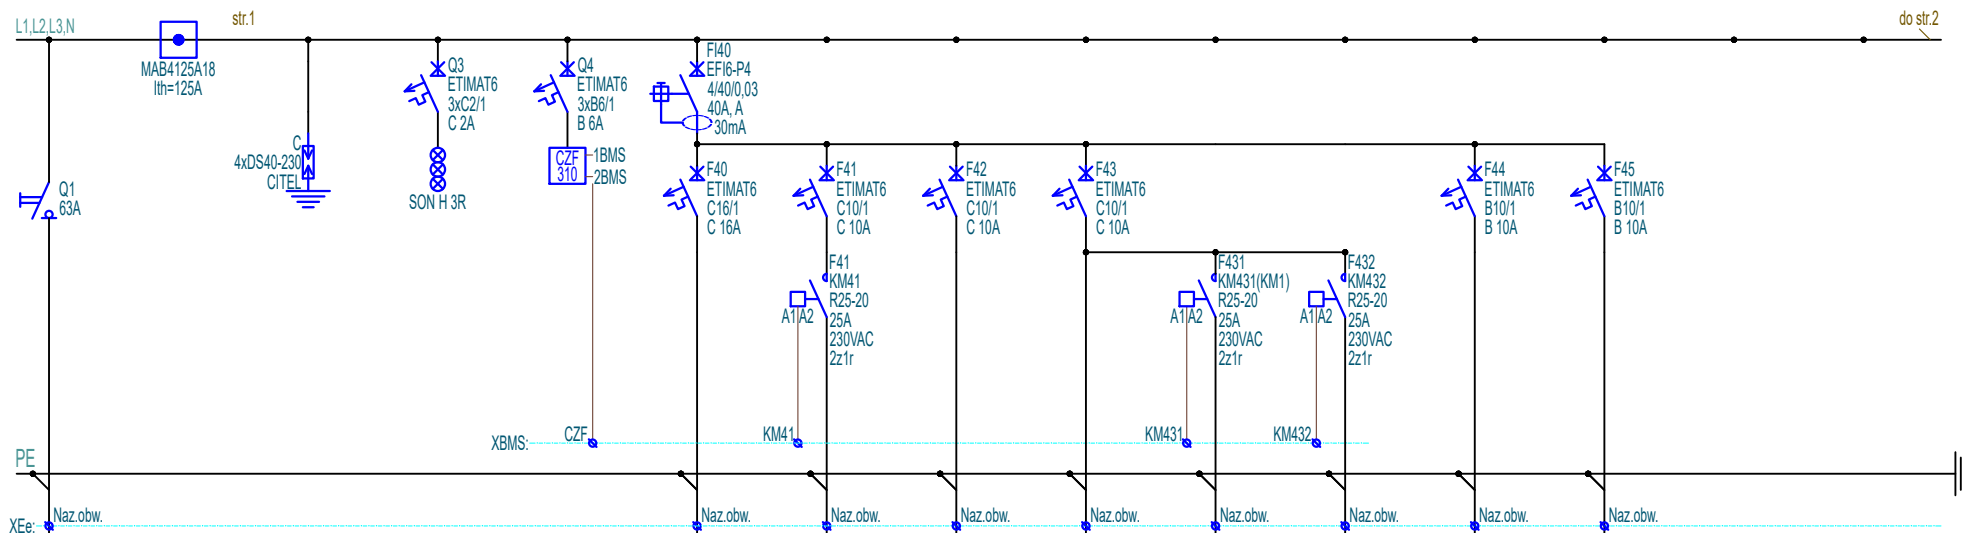 L1,L2,L3,N
str.1
do str.2
MAB4125A18
Ith=125A
Q1
63A
C
4xDS40-230
CITEL
Q3
ETIMAT6
3xC2/1
C 2A
SON H 3R
Q4
ETIMAT6
3xB6/1
B 6A
CZF
310
1BMS
2BMS
FI40
EFI6-P4
4/40/0,03
40A, A
30mA
F40
ETIMAT6
C16/1
C 16A
F41
ETIMAT6
C10/1
C 10A
F42
ETIMAT6
C10/1
C 10A
F43
ETIMAT6
C10/1
C 10A
F44
ETIMAT6
B10/1
B 10A
F45
ETIMAT6
B10/1
B 10A
F41
KM41
R25-20
25A
230VAC
2z1r
A1 A2
F431
KM431(KM1)
R25-20
25A
230VAC
2z1r
A1 A2
F432
KM432
R25-20
25A
230VAC
2z1r
A1 A2
XBMS:
CZF
KM41
KM431
KM432
PE
XEe:
Naz.obw.
Naz.obw.
Naz.obw.
Naz.obw.
Naz.obw.
Naz.obw.
Naz.obw.
Naz.obw.
Naz.obw.